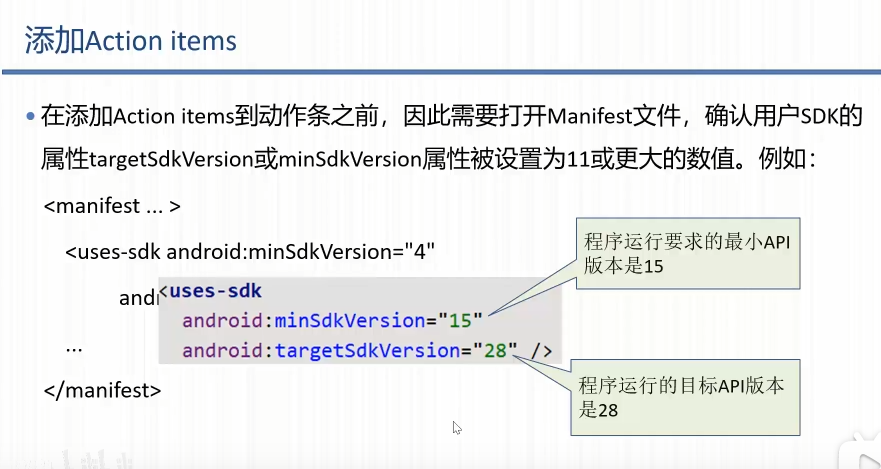 添加Action items
• 在添加Action items到动作条之前，因此需要打开Manifest文件，确认用户SDK的
属性targetSdkVersion或minSdkVersion属性被设置为11或更大的数值。例如：
<manifest ... >
<uses-sdk android:minSdkVersion="4"
andr
<uses-sdk
android:minSdkVersion="15"
android:targetSdkVersion="28" />
...
</manifest>
程序运行要求的最小API
版本是15
程序运行的目标API版本
是28